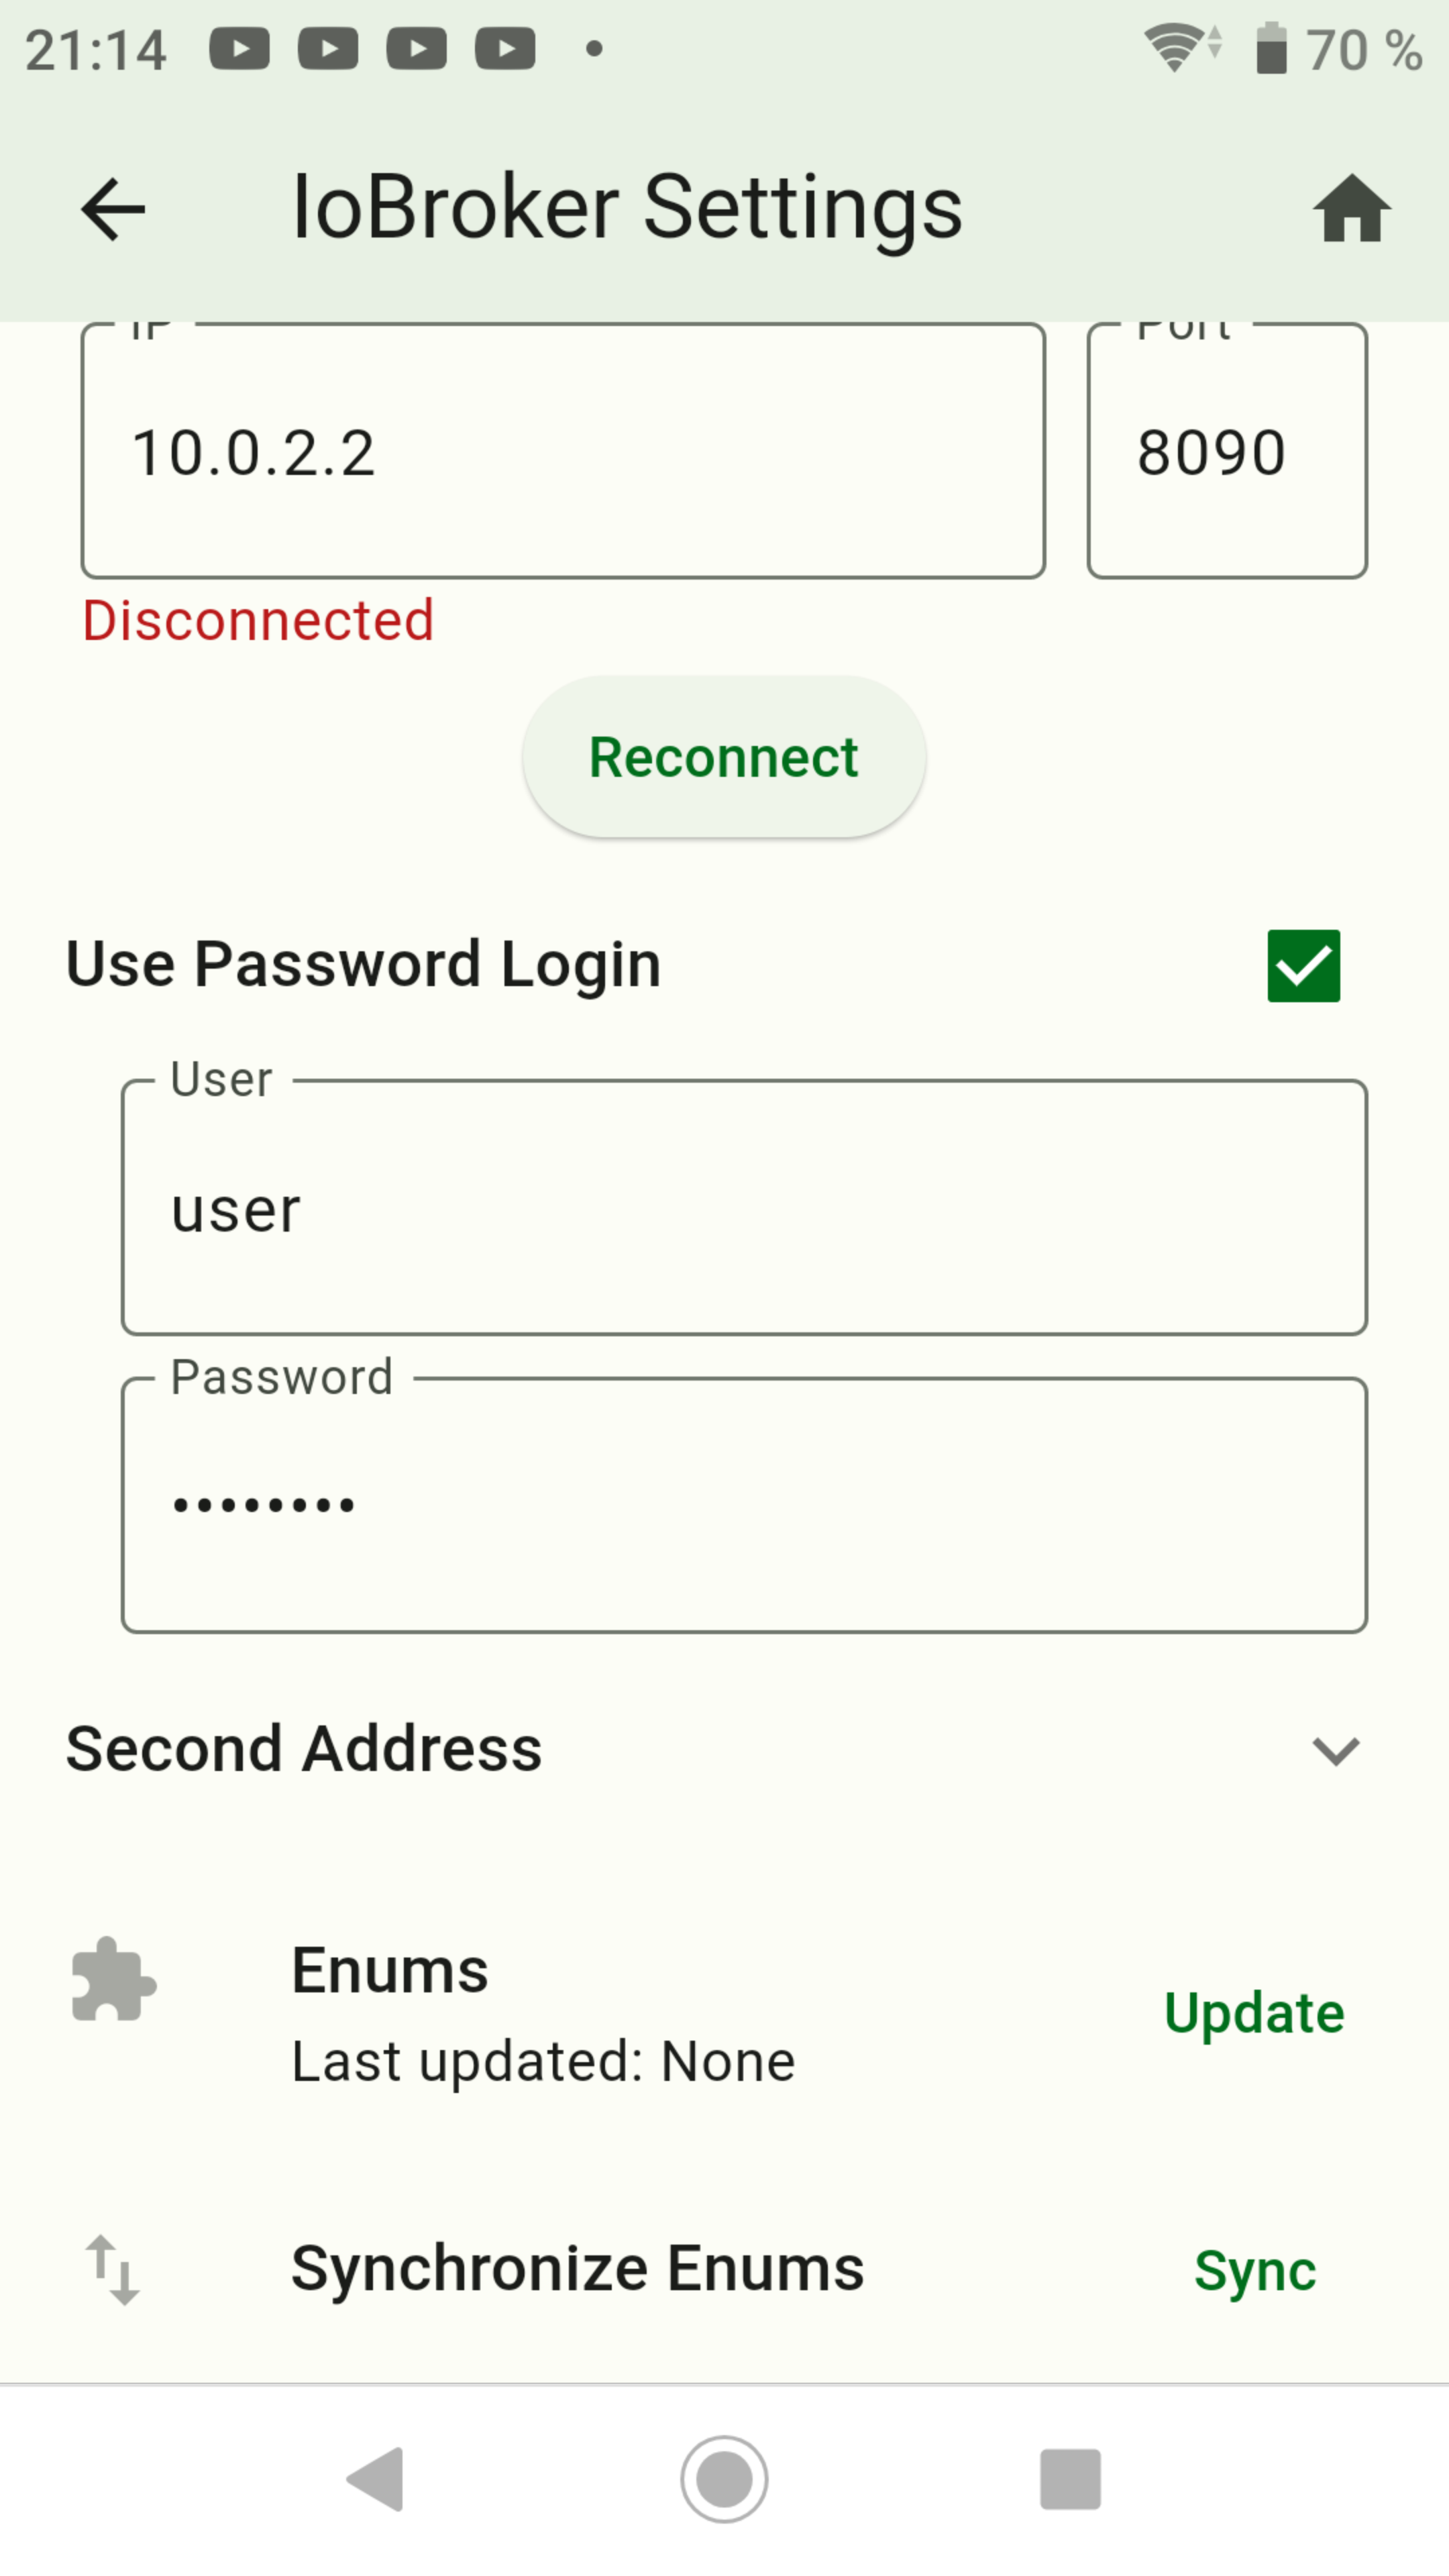 21:14
70 %
IoBroker Settings
IP
Port
10.0.2.2
8090
Disconnected
Reconnect
Use Password Login
User
user
Password
••••••••
Second Address
Enums
Last updated: None
Update
Synchronize Enums
Sync